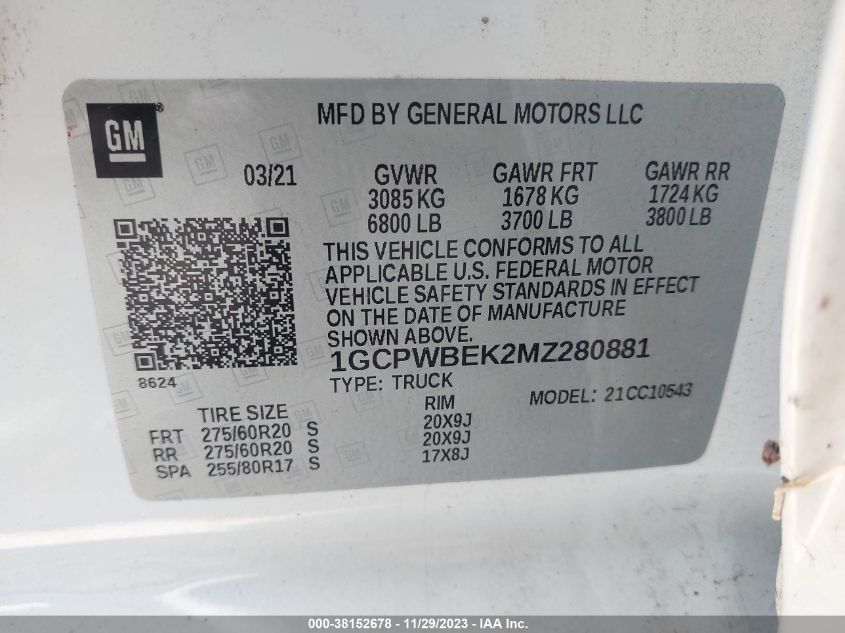 GM
®
MFD BY GENERAL MOTORS LLC
03/21
GVWR GAWR FRT GAWR RR
3085 KG 1678 KG 1724 KG
6800 LB 3700 LB 3800 LB
THIS VEHICLE CONFORMS TO ALL
APPLICABLE U.S. FEDERAL MOTOR
VEHICLE SAFETY STANDARDS IN EFFECT
ON THE DATE OF MANUFACTURE
SHOWN ABOVE.
8624
1GCPWBEK2MZ280881
TYPE: TRUCK
MODEL: 21CC10543
TIRE SIZE RIM
FRT 275/60R20 S 20X9J
RR 275/60R20 S 20X9J
SPA 255/80R17 S 17X8J
000-38152678 — 11/29/2023 — IAA Inc.